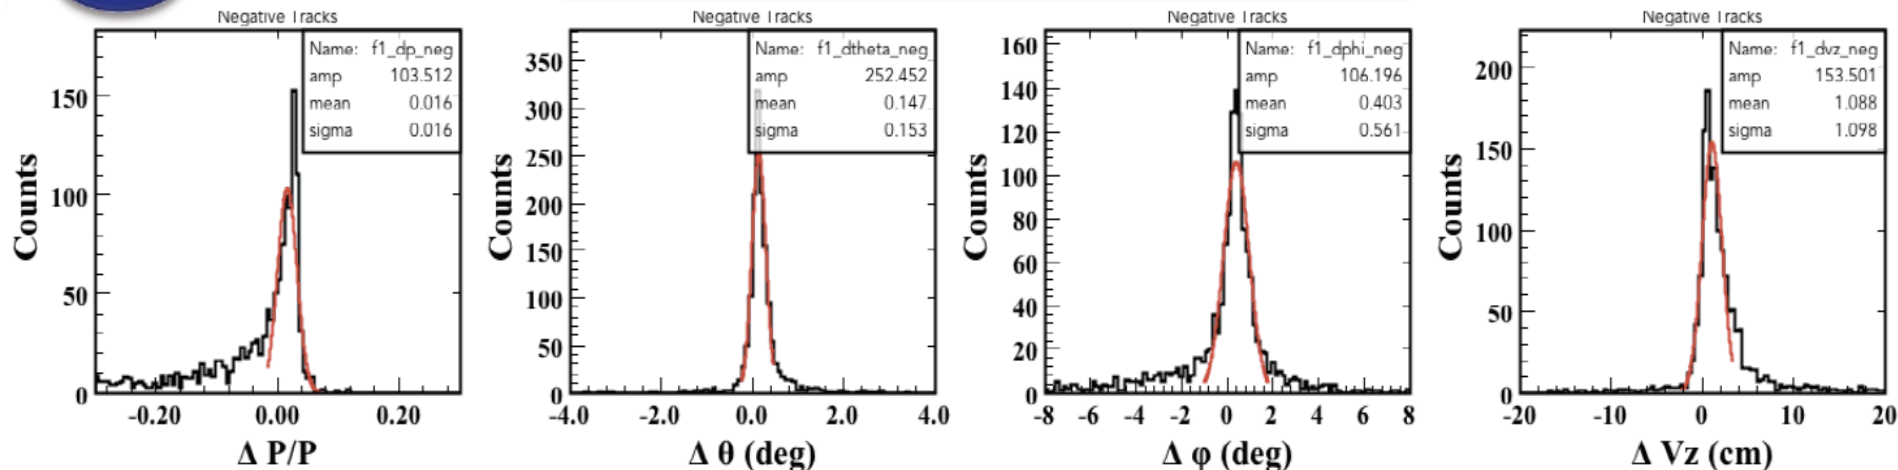 Negative Tracks
Name: f1_dp_neg
amp 103.512
mean 0.016
sigma 0.016
150
100
50
0
-0.20 0.00 0.20
Counts
Δ P/P
Negative Tracks
Name: f1_dtheta_neg
amp 252.452
mean 0.147
sigma 0.153
350
300
250
200
150
100
50
0
-4.0 -2.0 0.0 2.0 4.0
Counts
Δ θ (deg)
Negative Tracks
Name: f1_dphi_neg
amp 106.196
mean 0.403
sigma 0.561
160
140
120
100
80
60
40
20
0
-8 -6 -4 -2 0 2 4 6 8
Counts
Δ φ (deg)
Negative Tracks
Name: f1_dvz_neg
amp 153.501
mean 1.088
sigma 1.098
200
150
100
50
0
-20 -10 0 10 20
Counts
Δ Vz (cm)